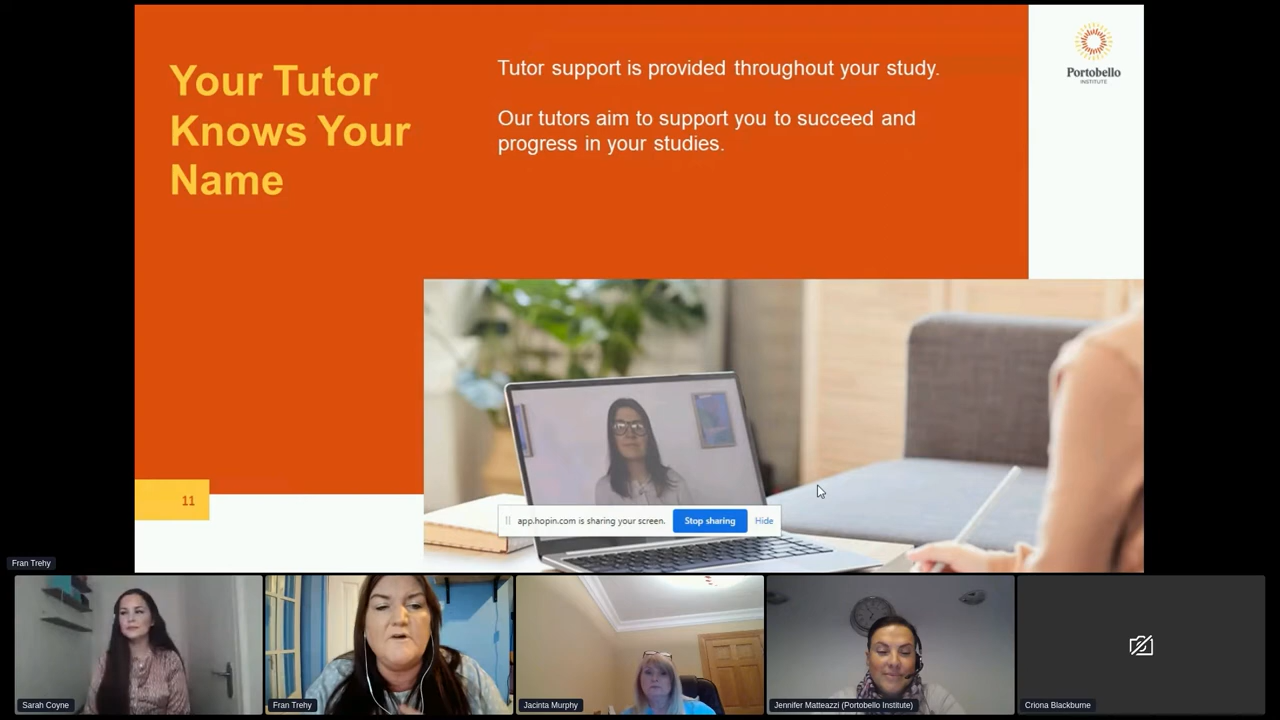 Your Tutor
Knows Your
Name
Tutor support is provided throughout your study.
Our tutors aim to support you to succeed and
progress in your studies.
Portobello
INSTITUTE
11
app.hopin.com is sharing your screen.
Stop sharing
Hide
Fran Trehy
Sarah Coyne
Fran Trehy
Jacinta Murphy
Jennifer Matteazzi (Portobello Institute)
Criona Blackburne